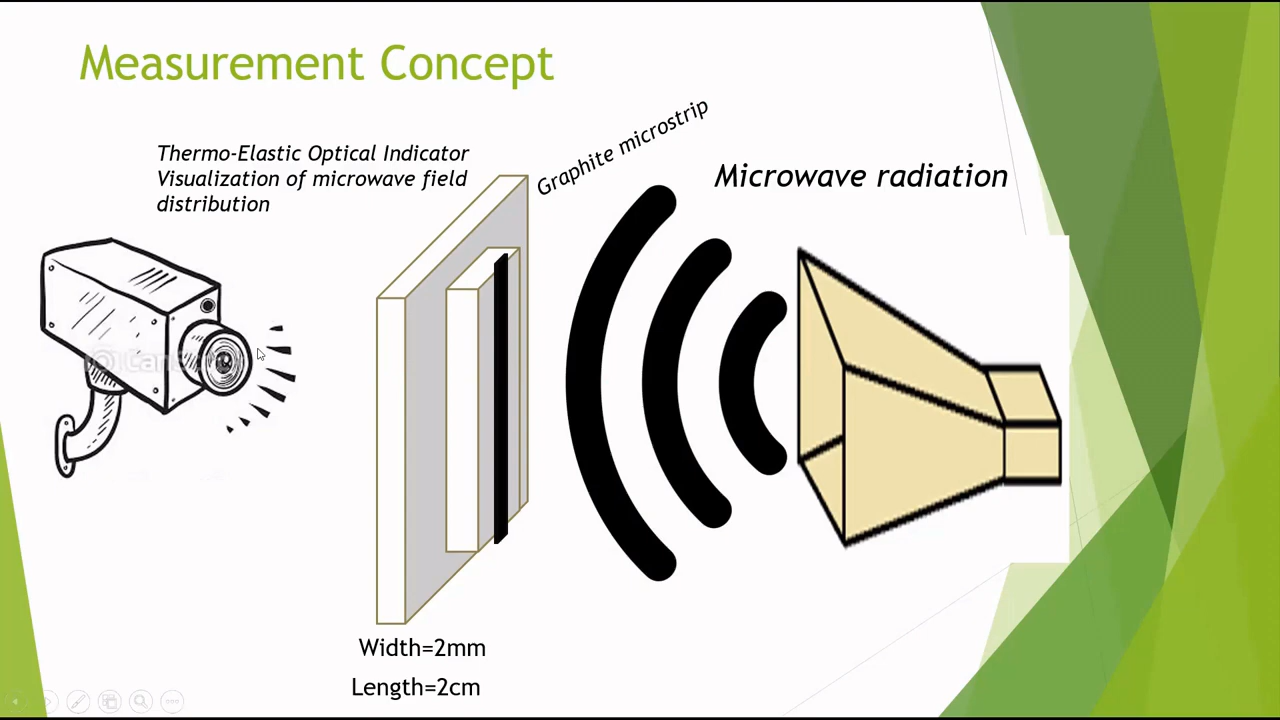 Measurement Concept
Thermo-Elastic Optical Indicator
Visualization of microwave field
distribution
Graphite microstrip
Microwave radiation
Width=2mm
Length=2cm